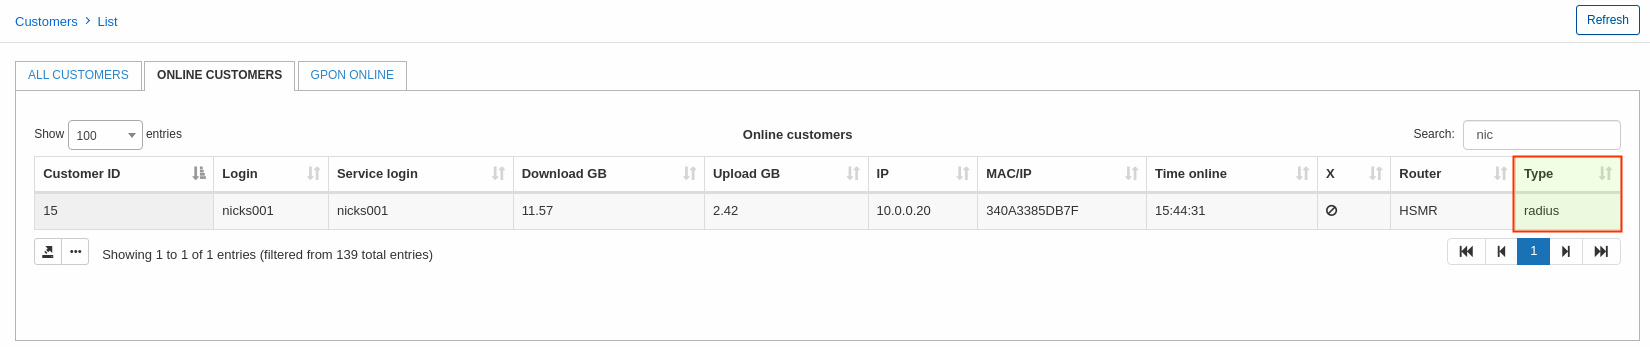 Customers > List
Refresh
ALL CUSTOMERS ONLINE CUSTOMERS GPON ONLINE
Show 100 entries Online customers Search: nic
Customer ID Login Service login Download GB Upload GB IP MAC/IP Time online X Router Type
15 nicks001 nicks001 11.57 2.42 10.0.0.20 340A3385DB7F 15:44:31 HSMR radius
Showing 1 to 1 of 1 entries (filtered from 139 total entries) 1